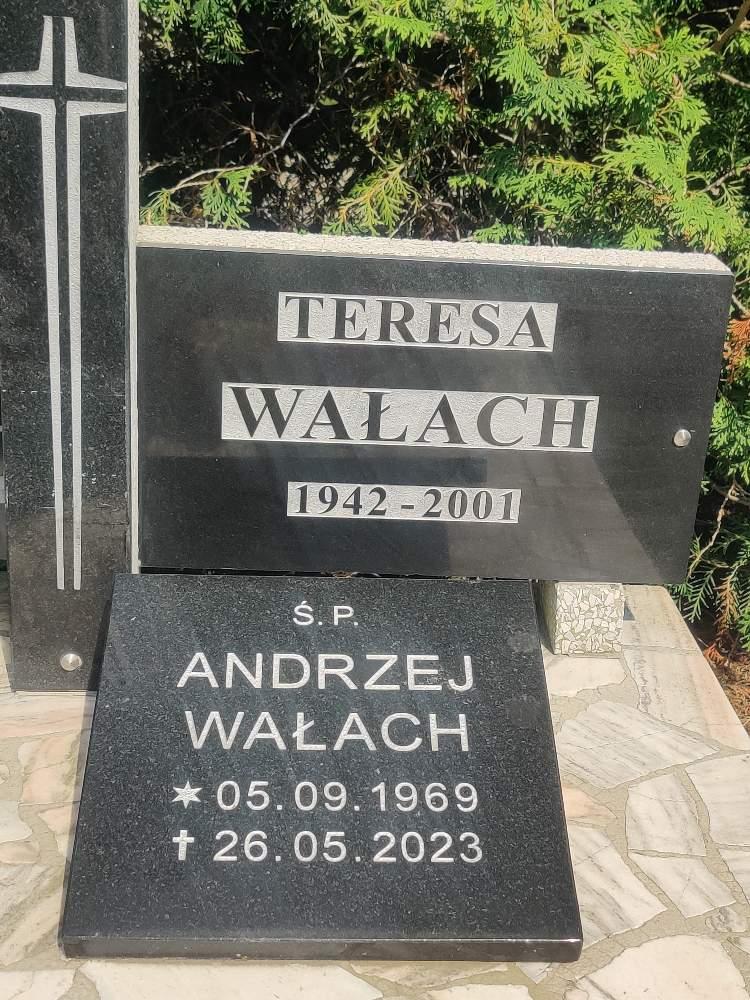 TERESA
WAŁACH
1942-2001
Ś.P.
ANDRZEJ
WAŁACH
✶ 05.09.1969
✝ 26.05.2023